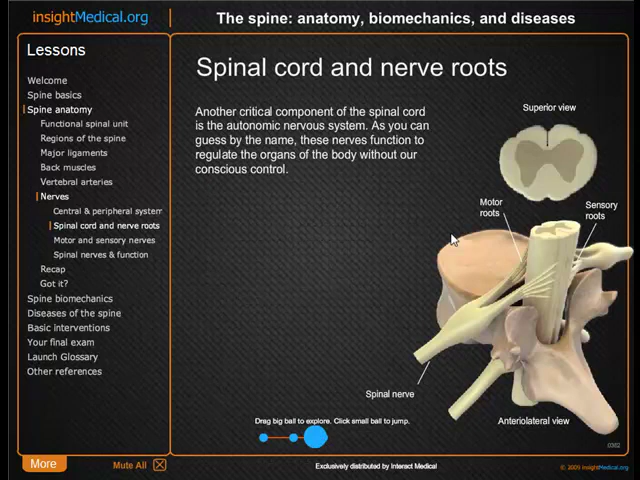 insightMedical.org
The spine: anatomy, biomechanics, and diseases
Lessons
Welcome
Spine basics
Spine anatomy
Functional spinal unit
Regions of the spine
Major ligaments
Back muscles
Vertebral arteries
Nerves
Central & peripheral system
Spinal cord and nerve roots
Motor and sensory nerves
Spinal nerves & function
Recap
Got it?
Spine biomechanics
Diseases of the spine
Basic interventions
Your final exam
Launch Glossary
Other references
Spinal cord and nerve roots
Another critical component of the spinal cord
is the autonomic nervous system. As you can
guess by the name, these nerves function to
regulate the organs of the body without our
conscious control.
Superior view
Motor
roots
Sensory
roots
Spinal nerve
Anteriolateral view
Drag big ball to explore. Click small ball to jump.
0302
More
Mute All
Exclusively distributed by Interact Medical
© 2009 insightMedical.org